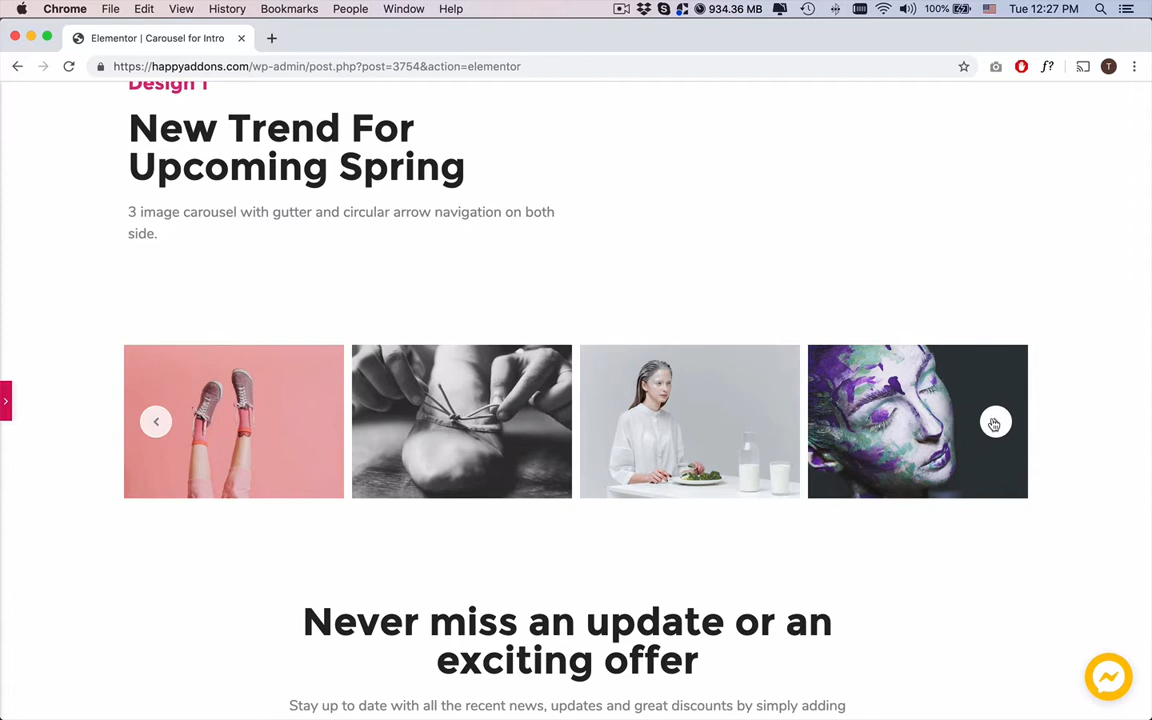 Chrome File Edit View History Bookmarks People Window Help 934.36 MB 100% Tue 12:27 PM
Elementor | Carousel for Intro
https://happyaddons.com/wp-admin/post.php?post=3754&action=elementor
f?
T
Design 1
New Trend For
Upcoming Spring
3 image carousel with gutter and circular arrow navigation on both
side.
Never miss an update or an
exciting offer
Stay up to date with all the recent news, updates and great discounts by simply adding